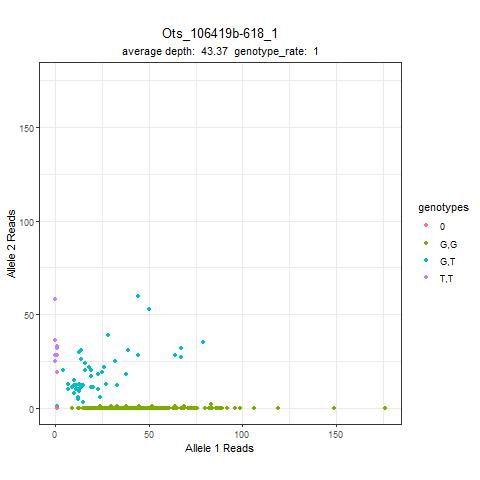 Ots_106419b-618_1
average depth: 43.37 genotype_rate: 1
150
100
50
0
Allele 2 Reads
0
50
100
150
Allele 1 Reads
genotypes
0
G,G
G,T
T,T